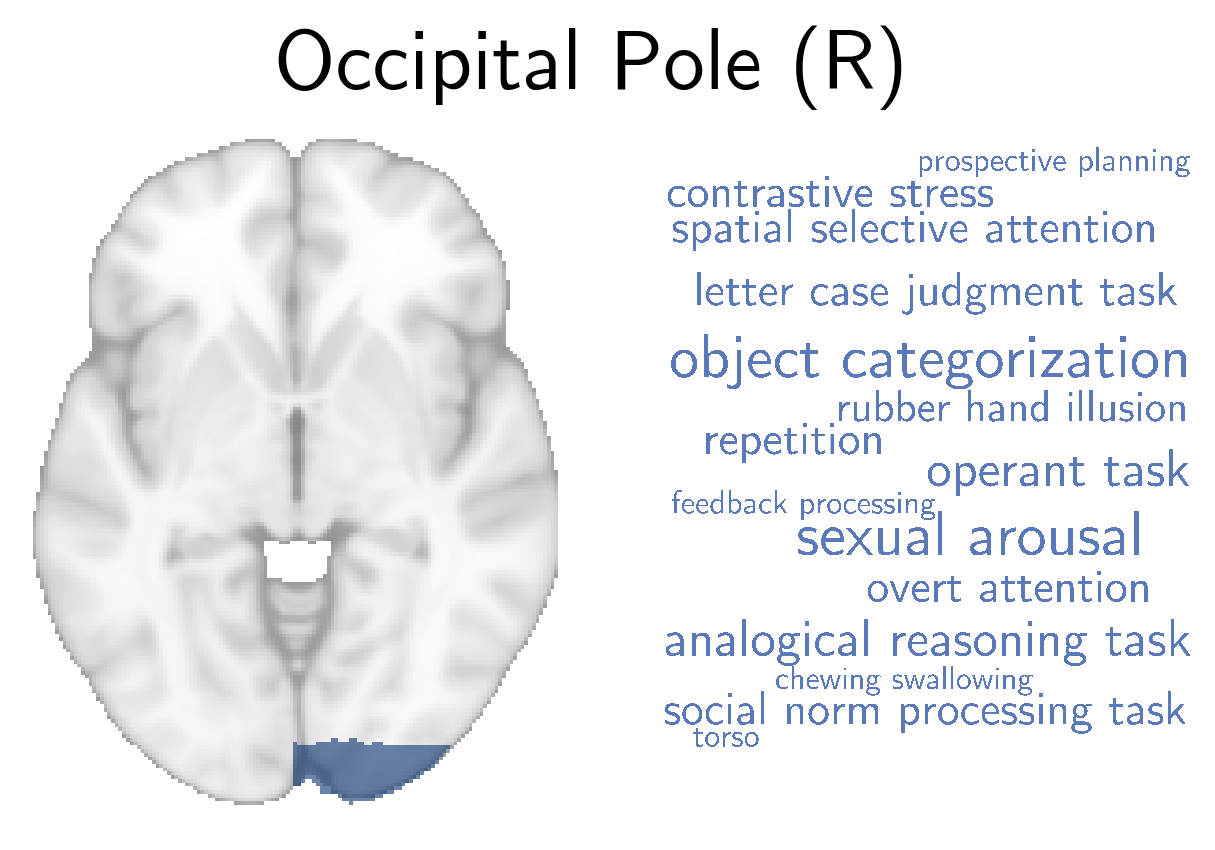 Occipital Pole (R)
prospective planning
contrastive stress
spatial selective attention
letter case judgment task
object categorization
rubber hand illusion
repetition
operant task
feedback processing
sexual arousal
overt attention
analogical reasoning task
chewing swallowing
social norm processing task
torso